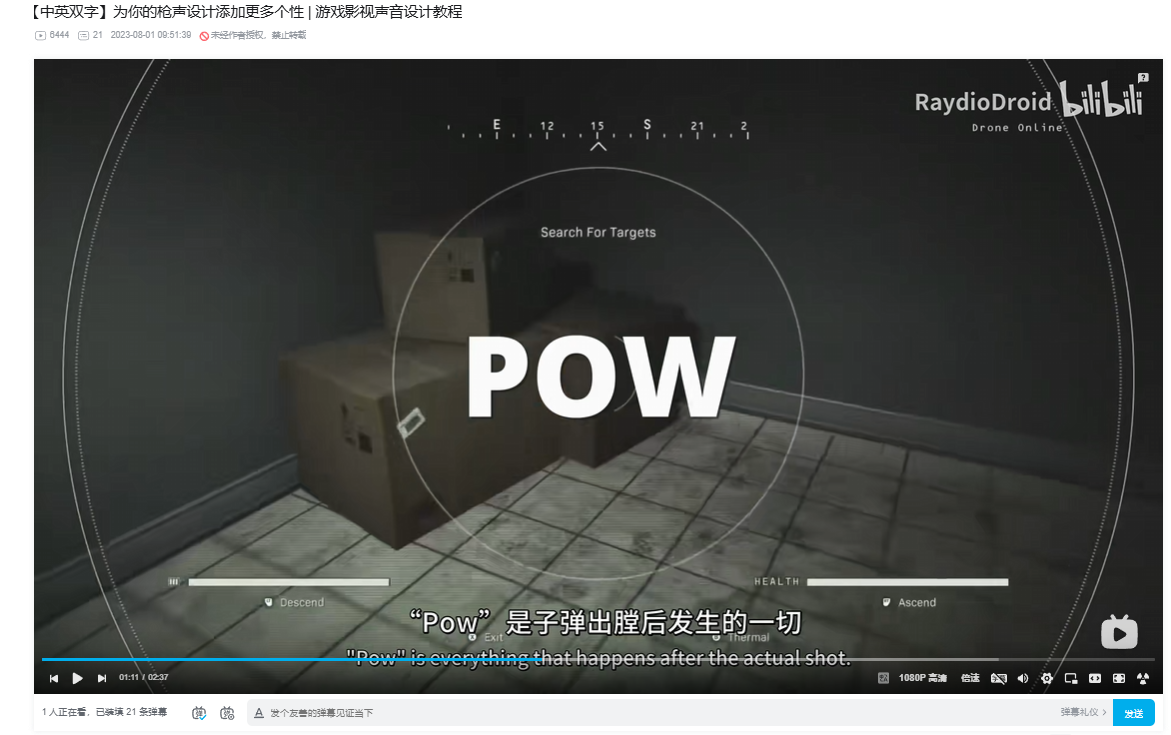 【中英双字】为你的枪声设计添加更多个性 | 游戏影视声音设计教程
6444 21 2023-08-01 09:51:39 未经作者授权，禁止转载
RaydioDroid bilibili
Drone Online
E 12 15 S 21 2
Search For Targets
POW
HEALTH
Descend
Ascend
“Pow”是子弹出膛后发生的一切
Exit
Thermal
"Pow" is everything that happens after the actual shot.
01:11 / 02:37
1080P 高清 倍速
1 人正在看，已装填 21 条弹幕
弹
A 发个友善的弹幕见证当下
弹幕礼仪 >
发送